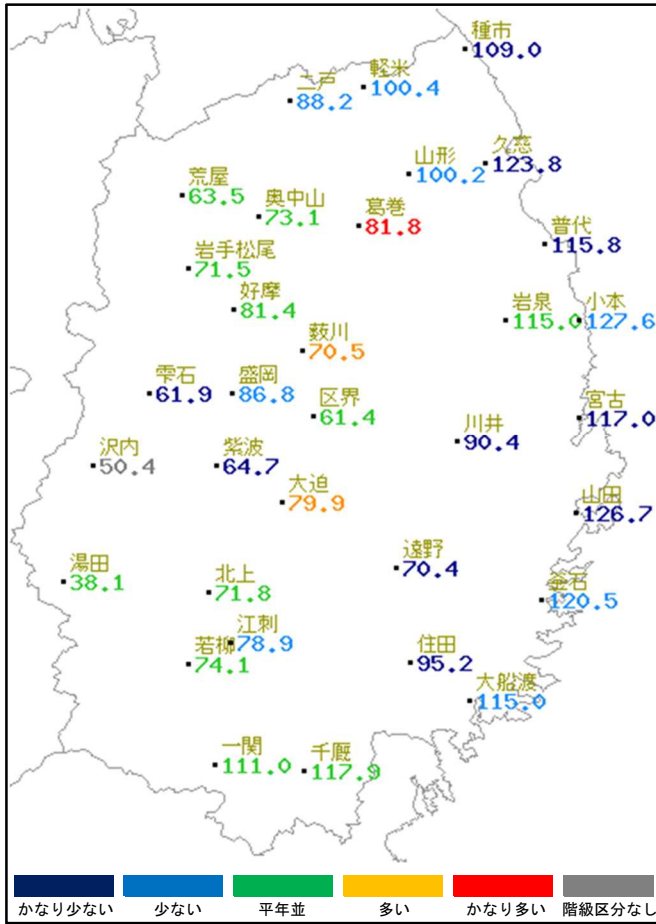 種市
109.0
軽米
100.4
二戸
88.2
久慈
123.8
山形
100.2
荒屋
63.5
奥中山
73.1
葛巻
81.8
普代
115.8
岩手松尾
71.5
好摩
81.4
岩泉
115.0
小本
127.6
薮川
70.5
雫石
61.9
盛岡
86.8
区界
61.4
宮古
117.0
川井
90.4
沢内
50.4
紫波
64.7
大迫
79.9
山田
126.7
遠野
70.4
湯田
38.1
北上
71.8
釜石
120.5
江刺
78.9
若柳
74.1
住田
95.2
大船渡
115.0
一関
111.0
千厩
117.9
かなり少ない 少ない 平年並 多い かなり多い 階級区分なし